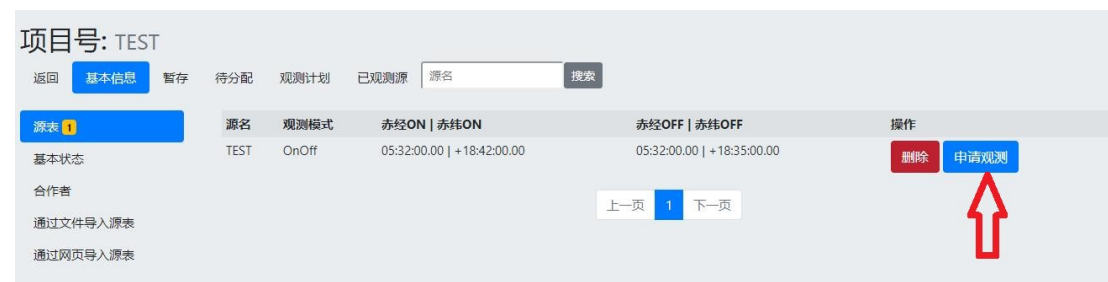 项目号: TEST
返回 基本信息 暂存 待分配 观测计划 已观测源 源名 搜索
源表 1 源名 观测模式 赤经ON | 赤纬ON 赤经OFF | 赤纬OFF 操作
基本状态 TEST OnOff 05:32:00.00 | +18:42:00.00 05:32:00.00 | +18:35:00.00 删除 申请观测
合作者
上一页 1 下一页
通过文件导入源表
通过网页导入源表